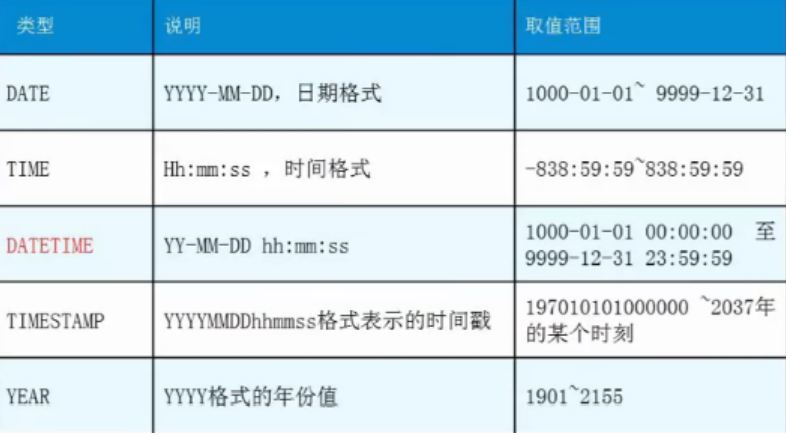 类型 说明 取值范围
DATE YYYY-MM-DD，日期格式 1000-01-01~ 9999-12-31
TIME Hh:mm:ss ，时间格式 -838:59:59~838:59:59
DATETIME YY-MM-DD hh:mm:ss 1000-01-01 00:00:00 至
9999-12-31 23:59:59
TIMESTAMP YYYYMMDDhhmmss格式表示的时间戳 197010101000000 ~2037年
的某个时刻
YEAR YYYY格式的年份值 1901~2155